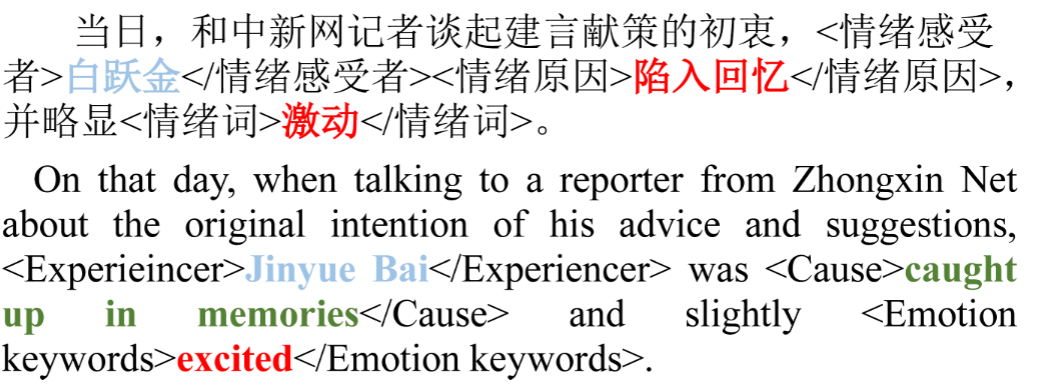 当日，和中新网记者谈起建言献策的初衷，<情绪感受
者>白跃金</情绪感受者><情绪原因>陷入回忆</情绪原因>，
并略显<情绪词>激动</情绪词>。
On that day, when talking to a reporter from Zhongxin Net
about the original intention of his advice and suggestions,
<Experieincer>Jinyue Bai</Experiencer> was <Cause>caught
up in memories</Cause> and slightly <Emotion
keywords>excited</Emotion keywords>.